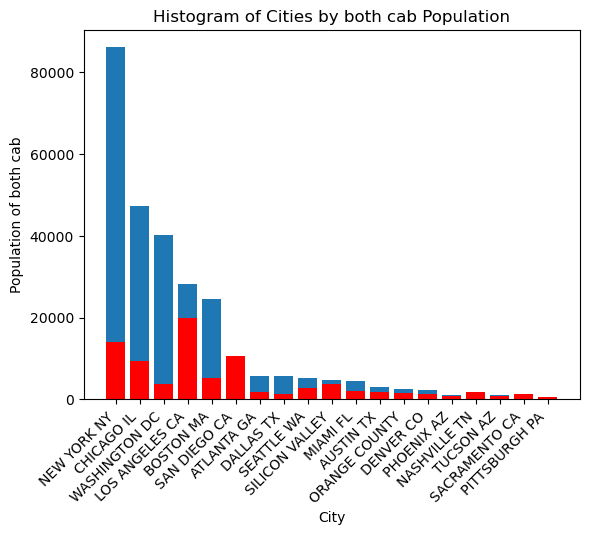 Histogram of Cities by both cab Population
Population of both cab
80000
60000
40000
20000
0
NEW YORK NY
CHICAGO IL
WASHINGTON DC
LOS ANGELES CA
BOSTON MA
SAN DIEGO CA
ATLANTA GA
DALLAS TX
SEATTLE WA
SILICON VALLEY
MIAMI FL
AUSTIN TX
ORANGE COUNTY
DENVER CO
PHOENIX AZ
NASHVILLE TN
TUCSON AZ
SACRAMENTO CA
PITTSBURGH PA
City